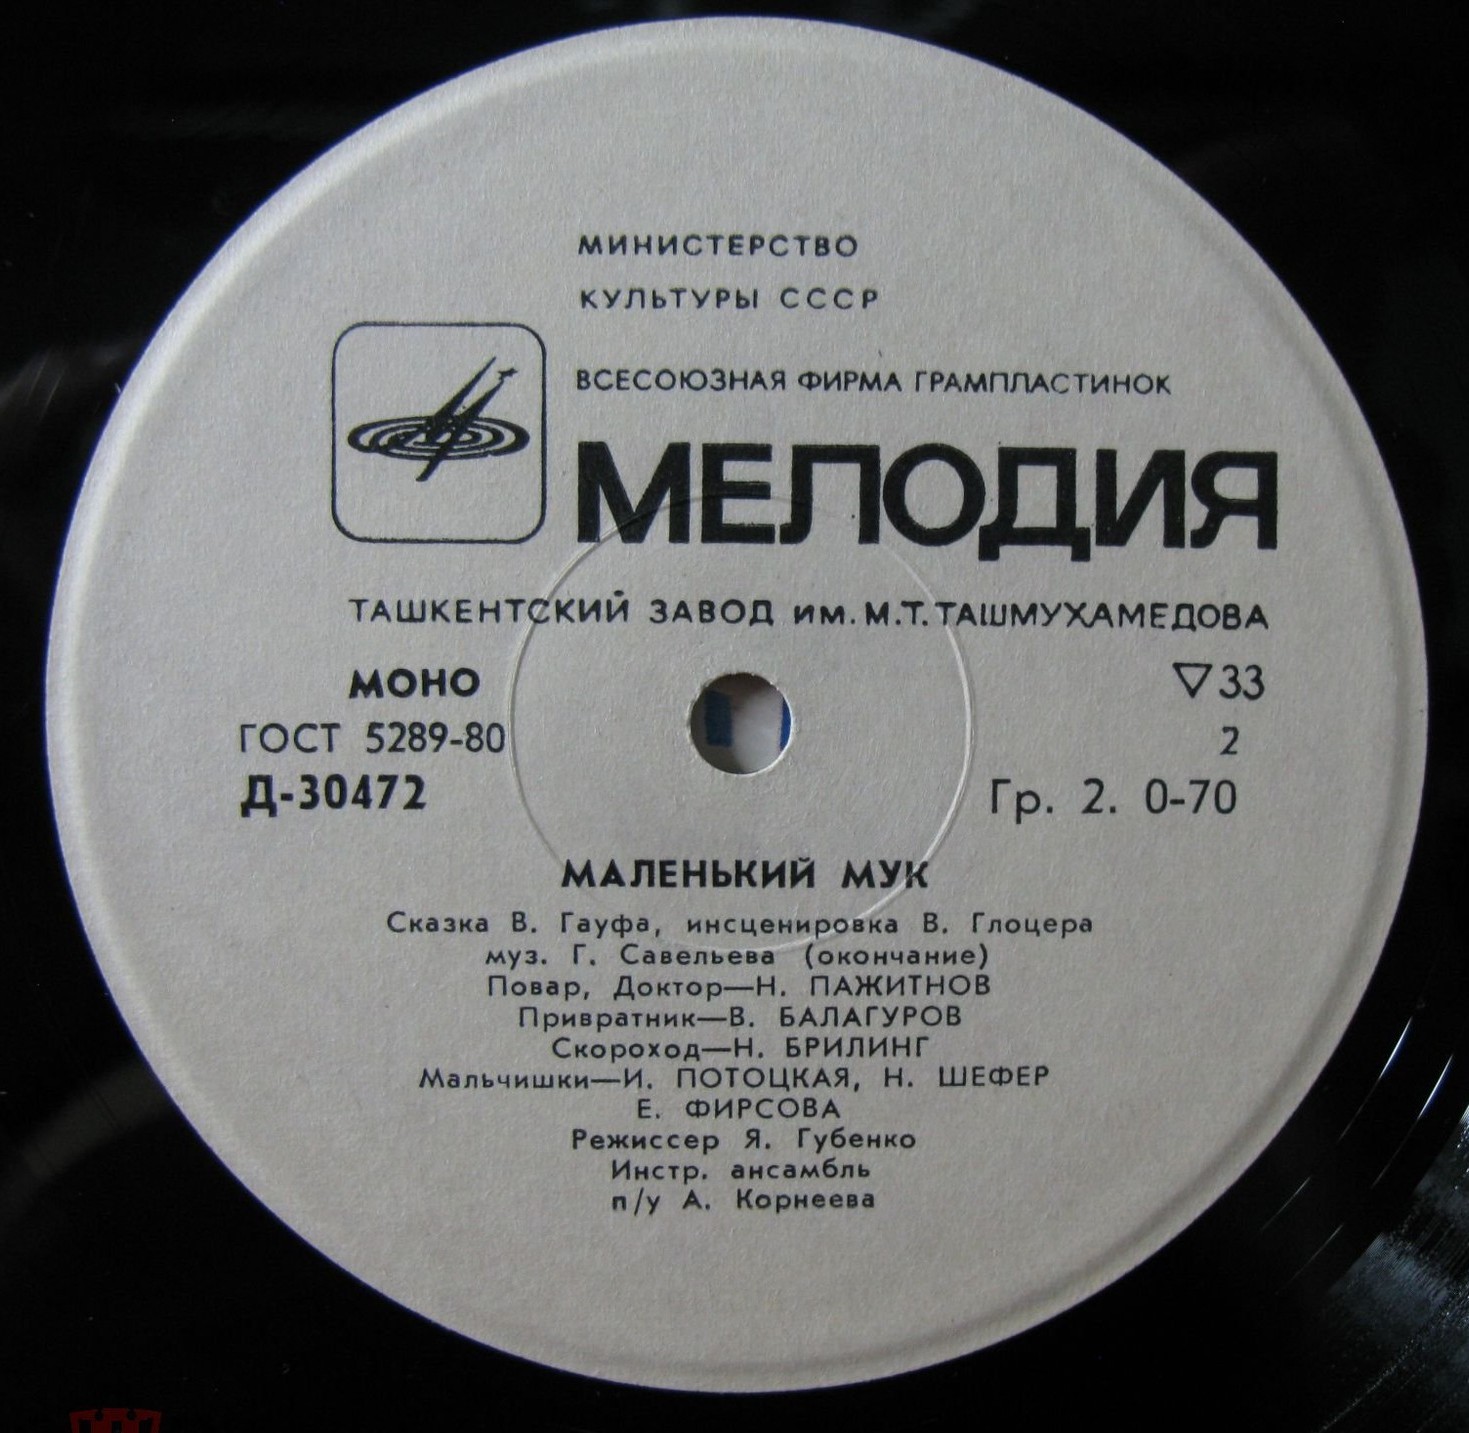 МИНИСТЕРСТВО
КУЛЬТУРЫ СССР
ВСЕСОЮЗНАЯ ФИРМА ГРАМПЛАСТИНОК
МЕЛОДИЯ
ТАШКЕНТСКИЙ ЗАВОД им. М.Т. ТАШМУХАМЕДОВА
МОНО ▽33
ГОСТ 5289-80 2
Д-30472 Гр. 2. 0-70
МАЛЕНЬКИЙ МУК
Сказка В. Гауфа, инсценировка В. Глоцера
муз. Г. Савельева (окончание)
Повар, Доктор—Н. ПАЖИТНОВ
Привратник—В. БАЛАГУРОВ
Скороход—Н. БРИЛИНГ
Мальчишки—И. ПОТОЦКАЯ, Н. ШЕФЕР
Е. ФИРСОВА
Режиссер Я. Губенко
Инстр. ансамбль
п/у А. Корнеева